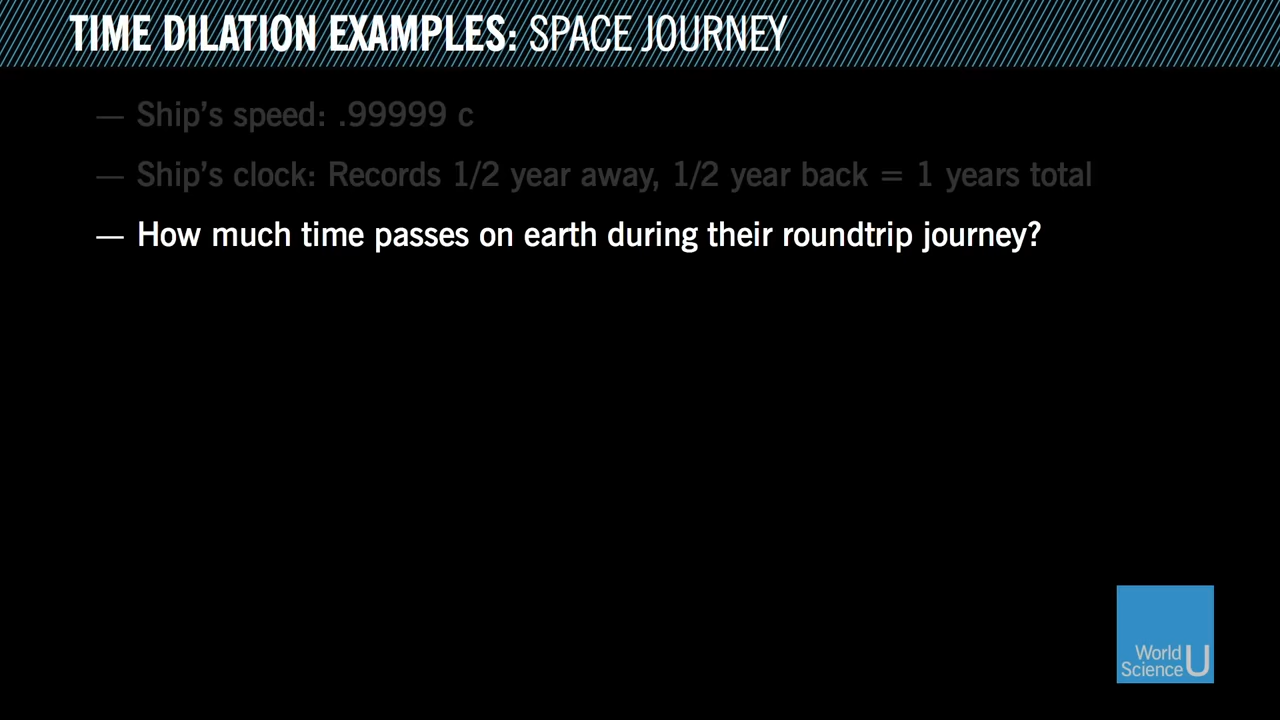 TIME DILATION EXAMPLES: SPACE JOURNEY
— Ship’s speed: .99999 c
— Ship’s clock: Records 1/2 year away, 1/2 year back = 1 years total
— How much time passes on earth during their roundtrip journey?
World
Science U